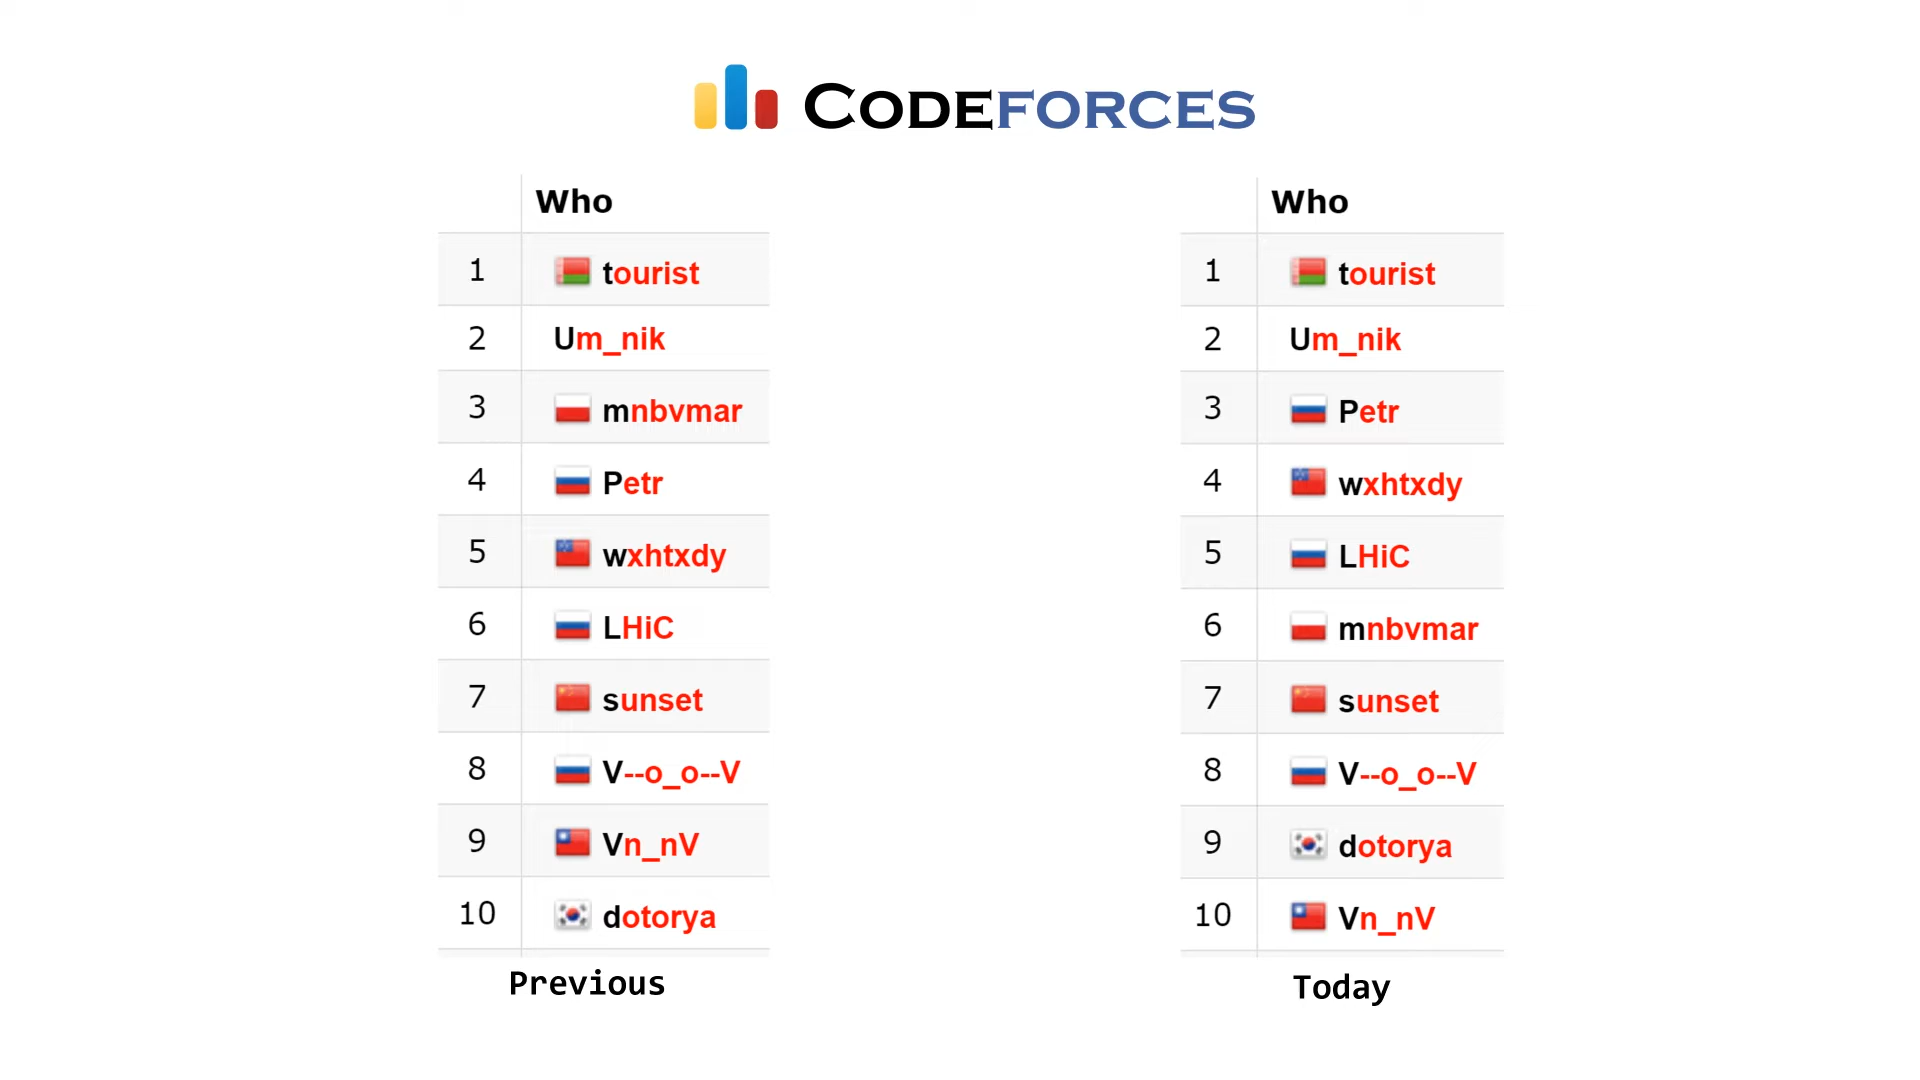 CODEFORCES
Who
1 tourist
2 Um_nik
3 mnbvmar
4 Petr
5 wxhtxdy
6 LHiC
7 sunset
8 V--o_o--V
9 Vn_nV
10 dotorya
Previous
Who
1 tourist
2 Um_nik
3 Petr
4 wxhtxdy
5 LHiC
6 mnbvmar
7 sunset
8 V--o_o--V
9 dotorya
10 Vn_nV
Today